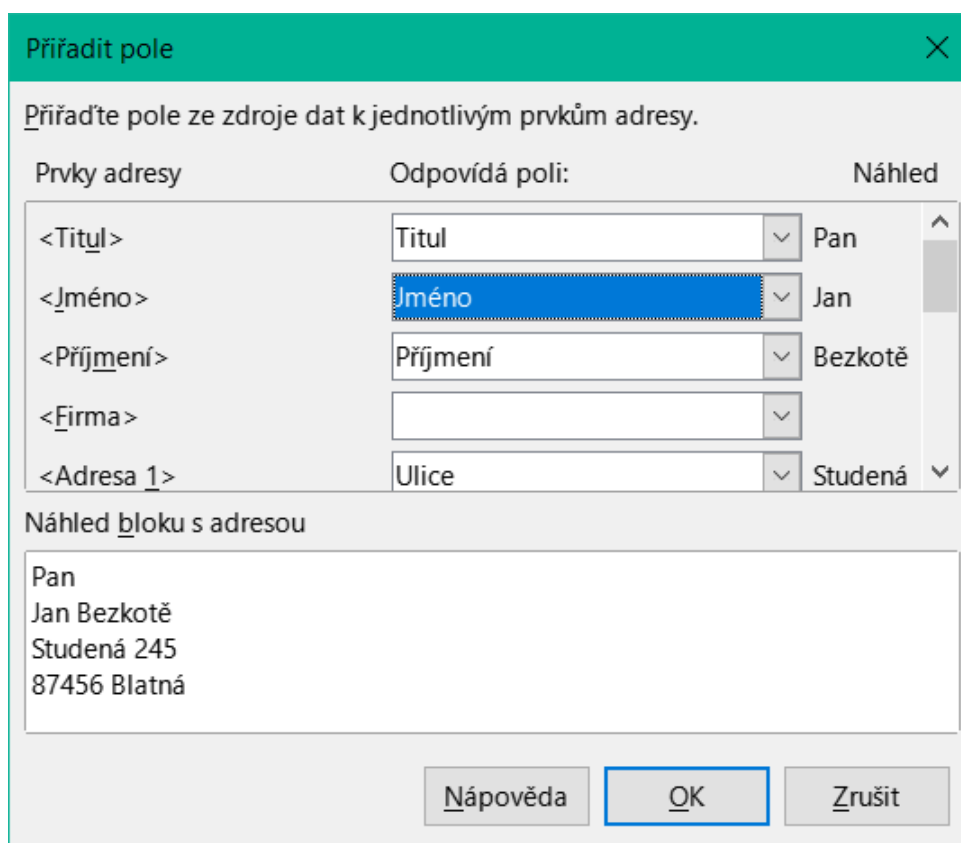 Přiřadit pole
Přiřaďte pole ze zdroje dat k jednotlivým prvkům adresy.
Prvky adresy Odpovídá poli: Náhled
<Titul> Titul Pan
<Jméno> Jméno Jan
<Příjmení> Příjmení Bezkotě
<Firma>
<Adresa 1> Ulice Studená
Náhled bloku s adresou
Pan
Jan Bezkotě
Studená 245
87456 Blatná
Nápověda OK Zrušit